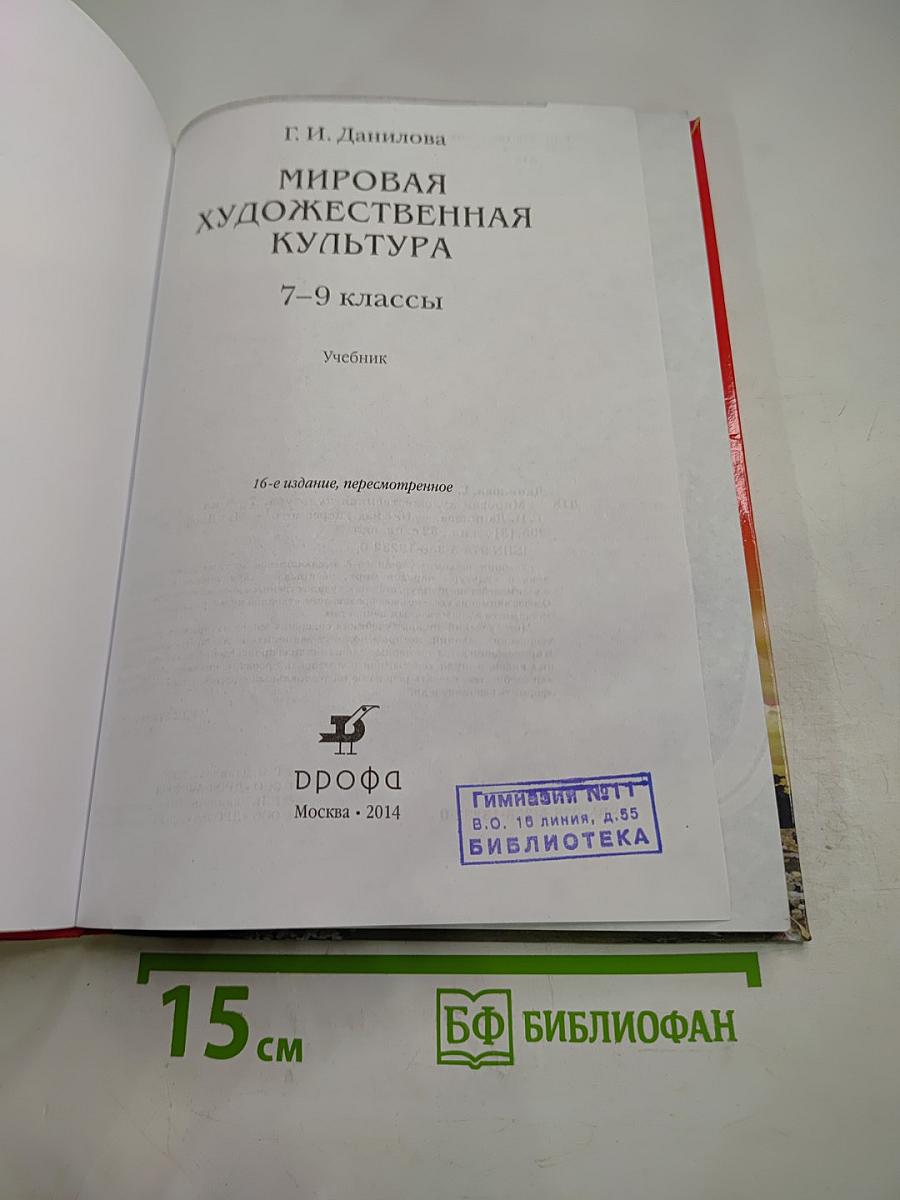 Г. И. Данилова
МИРОВАЯ
ХУДОЖЕСТВЕННАЯ
КУЛЬТУРА
7–9 классы
Учебник
16-е издание, пересмотренное
дрофа
Москва • 2014
Гимназия №11
В.О. 16 линия, д.55
БИБЛИОТЕКА
15 см
БФ БИБЛИОФАН